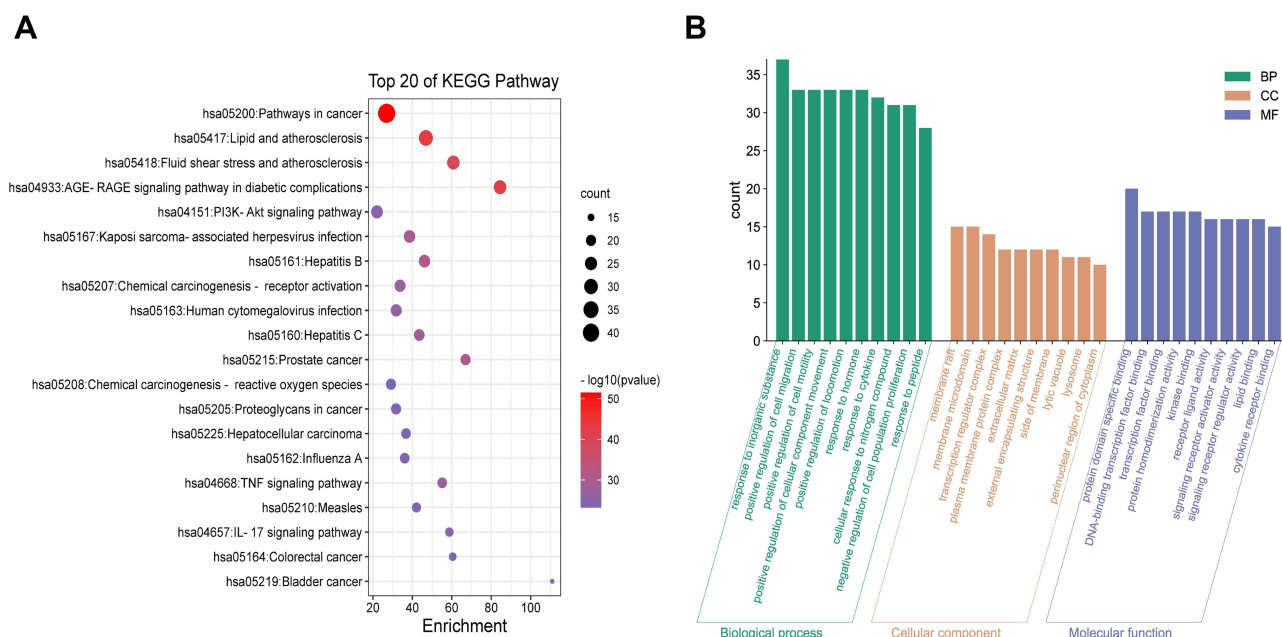 A
Top 20 of KEGG Pathway
hsa05200:Pathways in cancer
hsa05417:Lipid and atherosclerosis
hsa05418:Fluid shear stress and atherosclerosis
hsa04933:AGE- RAGE signaling pathway in diabetic complications
hsa04151:PI3K- Akt signaling pathway
hsa05167:Kaposi sarcoma- associated herpesvirus infection
hsa05161:Hepatitis B
hsa05207:Chemical carcinogenesis - receptor activation
hsa05163:Human cytomegalovirus infection
hsa05160:Hepatitis C
hsa05215:Prostate cancer
hsa05208:Chemical carcinogenesis - reactive oxygen species
hsa05205:Proteoglycans in cancer
hsa05225:Hepatocellular carcinoma-
hsa05162:Influenza A
hsa04668:TNF signaling pathway
hsa05210:Measles
hsa04657:IL- 17 signaling pathway
hsa05164:Colorectal cancer
hsa05219:Bladder cancer
20 40 60 80 100
Enrichment
count
15
20
25
30
35
40
- log10(pvalue)
50
40
30
B
count
35
30
25
20
15
10
5
0
BP
CC
MF
response to inorganic substance
positive regulation of cell migration
positive regulation of cell motility
positive regulation of cellular component movement
positive regulation of locomotion
response to hormone
response to cytokine
cellular response to nitrogen compound
negative regulation of cell population proliferation
response to peptide
membrane raft
membrane microdomain
transcription regulator complex
plasma membrane protein complex
extracellular matrix
external encapsulating structure
side of membrane
lytic vacuole
lysosome
perinuclear region of cytoplasm
protein domain specific binding
DNA-binding transcription factor binding
transcription factor binding
protein homodimerization activity
kinase binding
receptor ligand activity
signaling receptor activator activity
signaling receptor regulator activity
lipid binding
cytokine receptor binding
Biological process
Cellular component
Molecular function